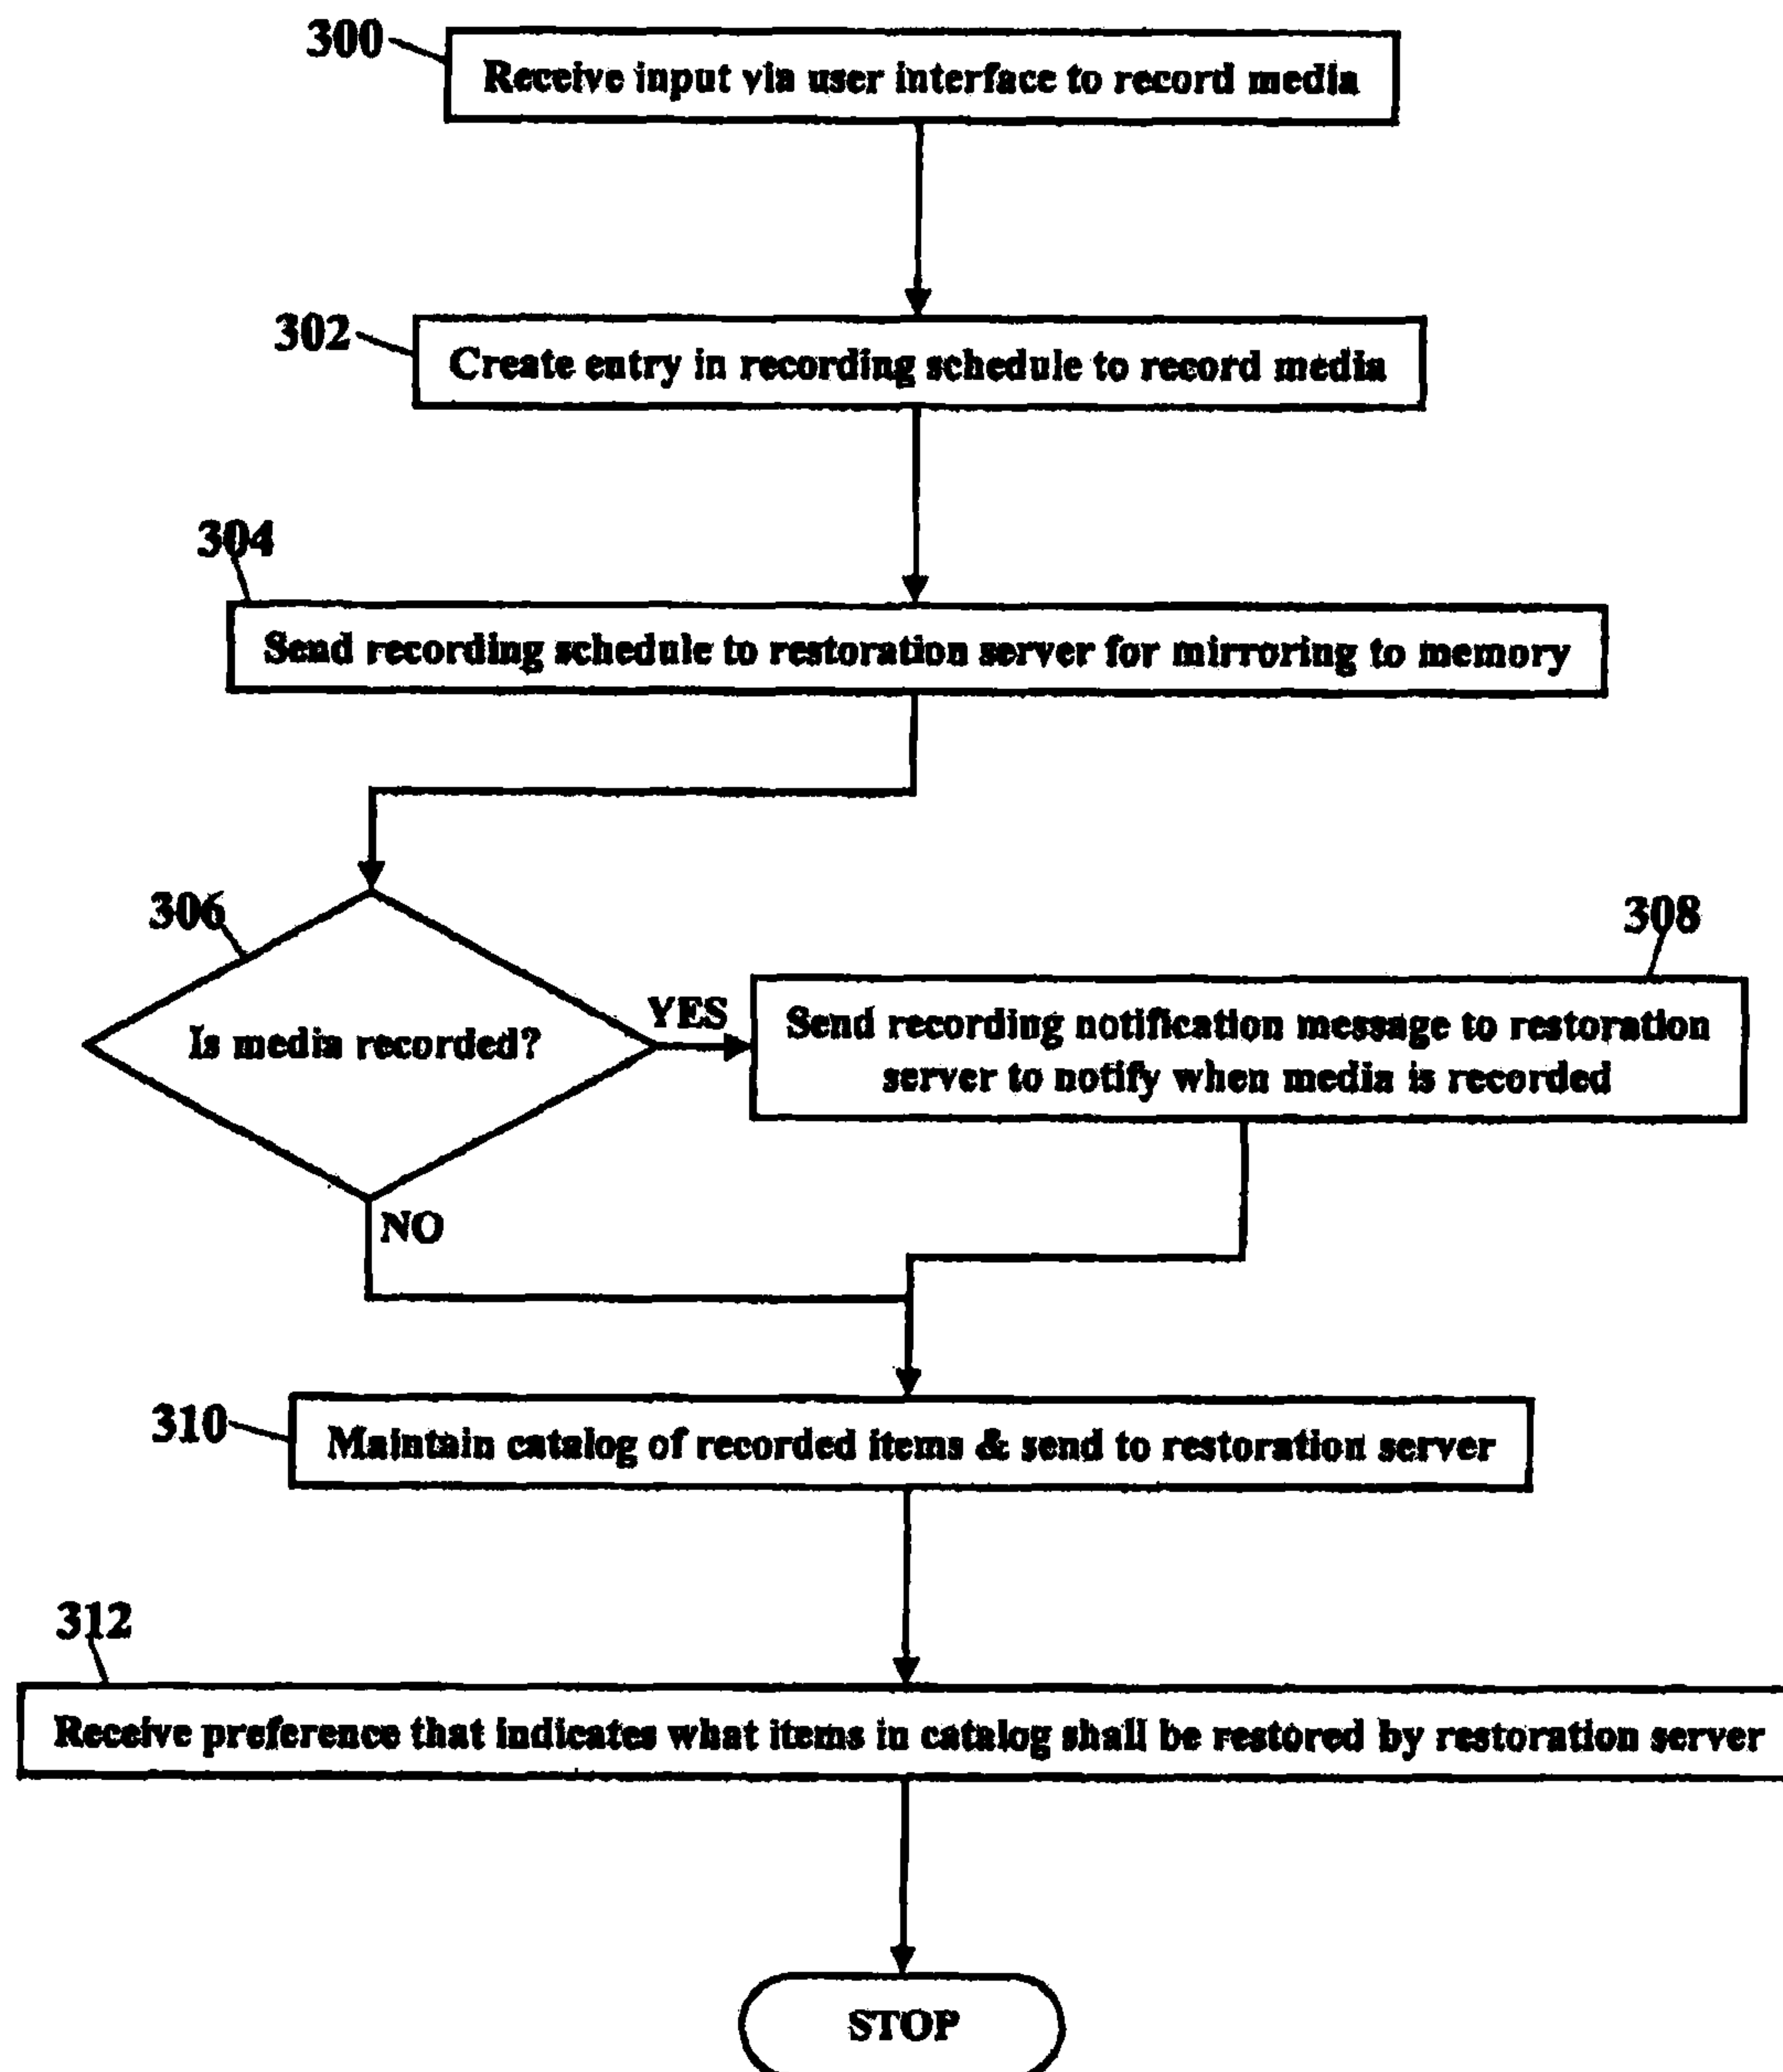 300
Receive input via user interface to record media
302
Create entry in recording schedule to record media
304
Send recording schedule to restoration server for mirroring to memory
306
Is media recorded?
YES
308
Send recording notification message to restoration
server to notify when media is recorded
NO
310
Maintain catalog of recorded items & send to restoration server
312
Receive preference that indicates what items in catalog shall be restored by restoration server
STOP